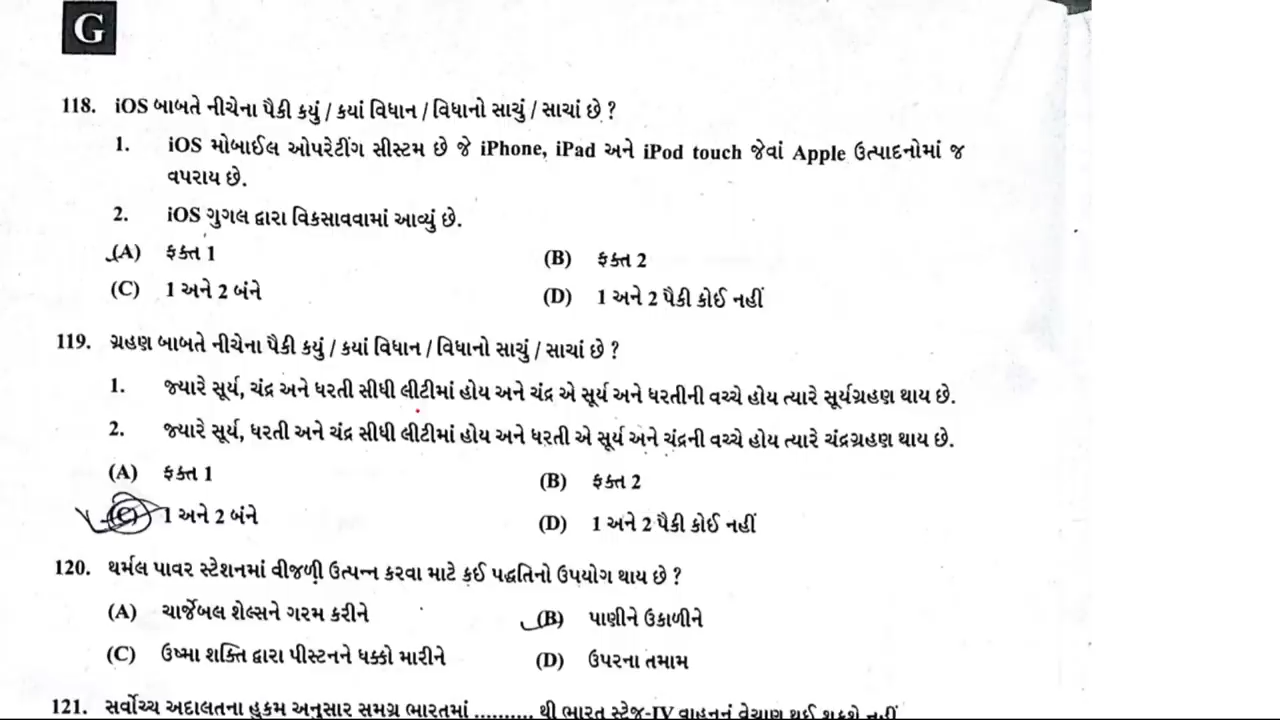 G
118. iOS બાબતે નીચેના પૈકી કયું / કયાં વિધાન / વિધાનો સાચું / સાચાં છે ?
1. iOS મોબાઈલ ઓપરેટીંગ સીસ્ટમ છે જે iPhone, iPad અને iPod touch જેવાં Apple ઉત્પાદનોમાં જ
વપરાય છે.
2. iOS ગુગલ દ્વારા વિકસાવવામાં આવ્યું છે.
(A) ફક્ત 1 (B) ફક્ત 2
(C) 1 અને 2 બંને (D) 1 અને 2 પૈકી કોઈ નહીં
119. ગ્રહણ બાબતે નીચેના પૈકી કયું / કયાં વિધાન / વિધાનો સાચું / સાચાં છે ?
1. જ્યારે સૂર્ય, ચંદ્ર અને ધરતી સીધી લીટીમાં હોય અને ચંદ્ર એ સૂર્ય અને ધરતીની વચ્ચે હોય ત્યારે સૂર્યગ્રહણ થાય છે.
2. જ્યારે સૂર્ય, ધરતી અને ચંદ્ર સીધી લીટીમાં હોય અને ધરતી એ સૂર્ય અને ચંદ્રની વચ્ચે હોય ત્યારે ચંદ્રગ્રહણ થાય છે.
(A) ફક્ત 1 (B) ફક્ત 2
(C) 1 અને 2 બંને (D) 1 અને 2 પૈકી કોઈ નહીં
120. થર્મલ પાવર સ્ટેશનમાં વીજળી ઉત્પન્ન કરવા માટે કઈ પદ્ધતિનો ઉપયોગ થાય છે ?
(A) ચાર્જેબલ શેલ્સને ગરમ કરીને (B) પાણીને ઉકાળીને
(C) ઉષ્મા શક્તિ દ્વારા પીસ્ટનને ધક્કો મારીને (D) ઉપરના તમામ
121. સર્વોચ્ચ અદાલતના હુકમ અનુસાર સમગ્ર ભારતમાં .......... થી ભારત સ્ટેજ-IV વાહનનું વેચાણ થઈ શકશે નહીં